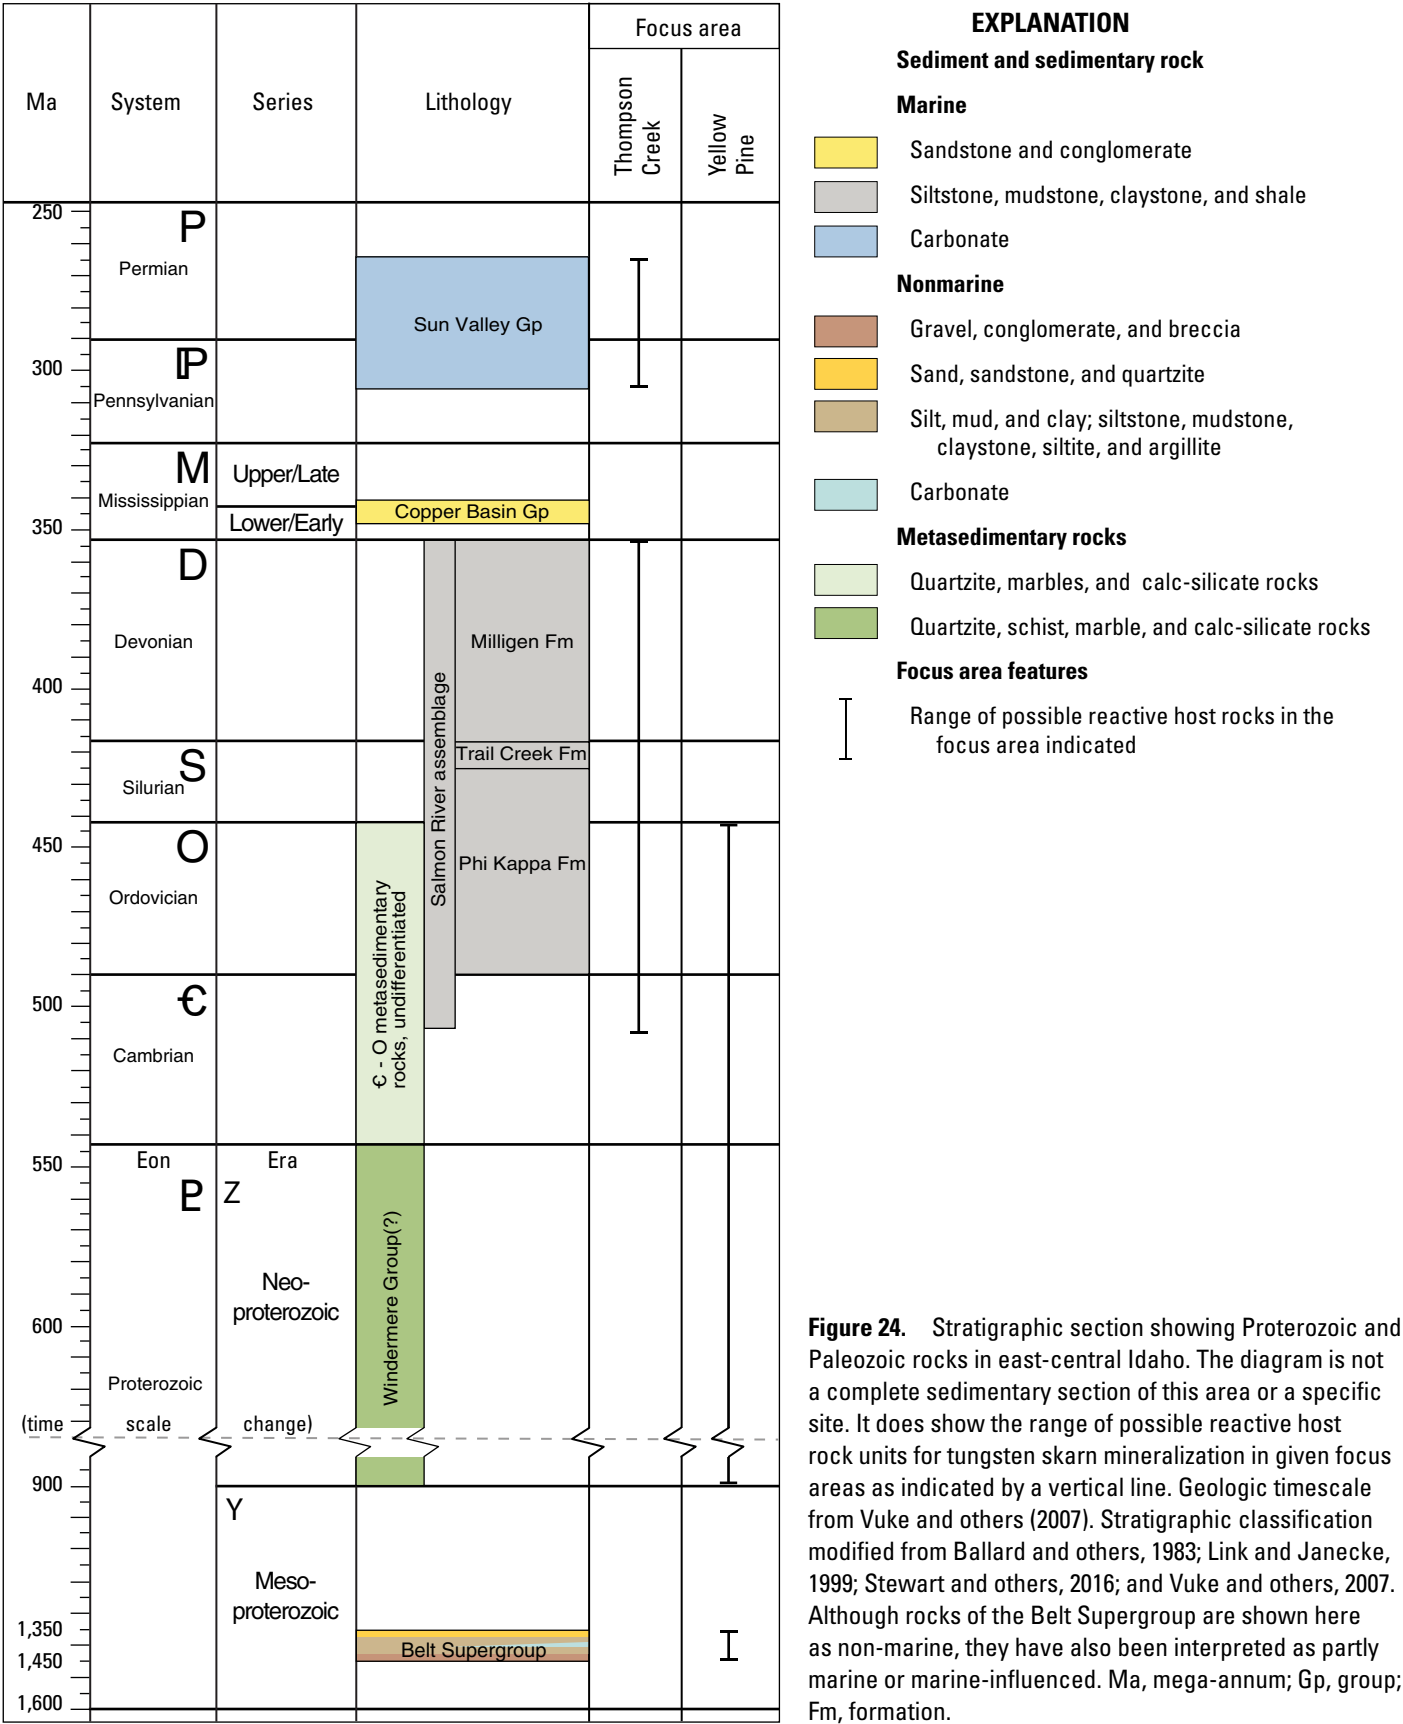 Ma
System
Series
Lithology
Focus area
Thompson
Creek
Yellow
Pine
250
300
350
400
450
500
550
600
(time
scale
change)
900
1,350
1,450
1,600
P
Permian
ℙ
Pennsylvanian
M
Mississippian
Upper/Late
Lower/Early
D
Devonian
S
Silurian
O
Ordovician
Ꞓ
Cambrian
Eon
Era
P
Z
Neo-
proterozoic
Proterozoic
Y
Meso-
proterozoic
Sun Valley Gp
Copper Basin Gp
Milligen Fm
Trail Creek Fm
Phi Kappa Fm
Salmon River assemblage
Ꞓ - O metasedimentary
rocks, undifferentiated
Windermere Group(?)
Belt Supergroup
EXPLANATION
Sediment and sedimentary rock
Marine
Sandstone and conglomerate
Siltstone, mudstone, claystone, and shale
Carbonate
Nonmarine
Gravel, conglomerate, and breccia
Sand, sandstone, and quartzite
Silt, mud, and clay; siltstone, mudstone,
claystone, siltite, and argillite
Carbonate
Metasedimentary rocks
Quartzite, marbles, and calc-silicate rocks
Quartzite, schist, marble, and calc-silicate rocks
Focus area features
Range of possible reactive host rocks in the
focus area indicated
Figure 24. Stratigraphic section showing Proterozoic and
Paleozoic rocks in east-central Idaho. The diagram is not
a complete sedimentary section of this area or a specific
site. It does show the range of possible reactive host
rock units for tungsten skarn mineralization in given focus
areas as indicated by a vertical line. Geologic timescale
from Vuke and others (2007). Stratigraphic classification
modified from Ballard and others, 1983; Link and Janecke,
1999; Stewart and others, 2016; and Vuke and others, 2007.
Although rocks of the Belt Supergroup are shown here
as non-marine, they have also been interpreted as partly
marine or marine-influenced. Ma, mega-annum; Gp, group;
Fm, formation.